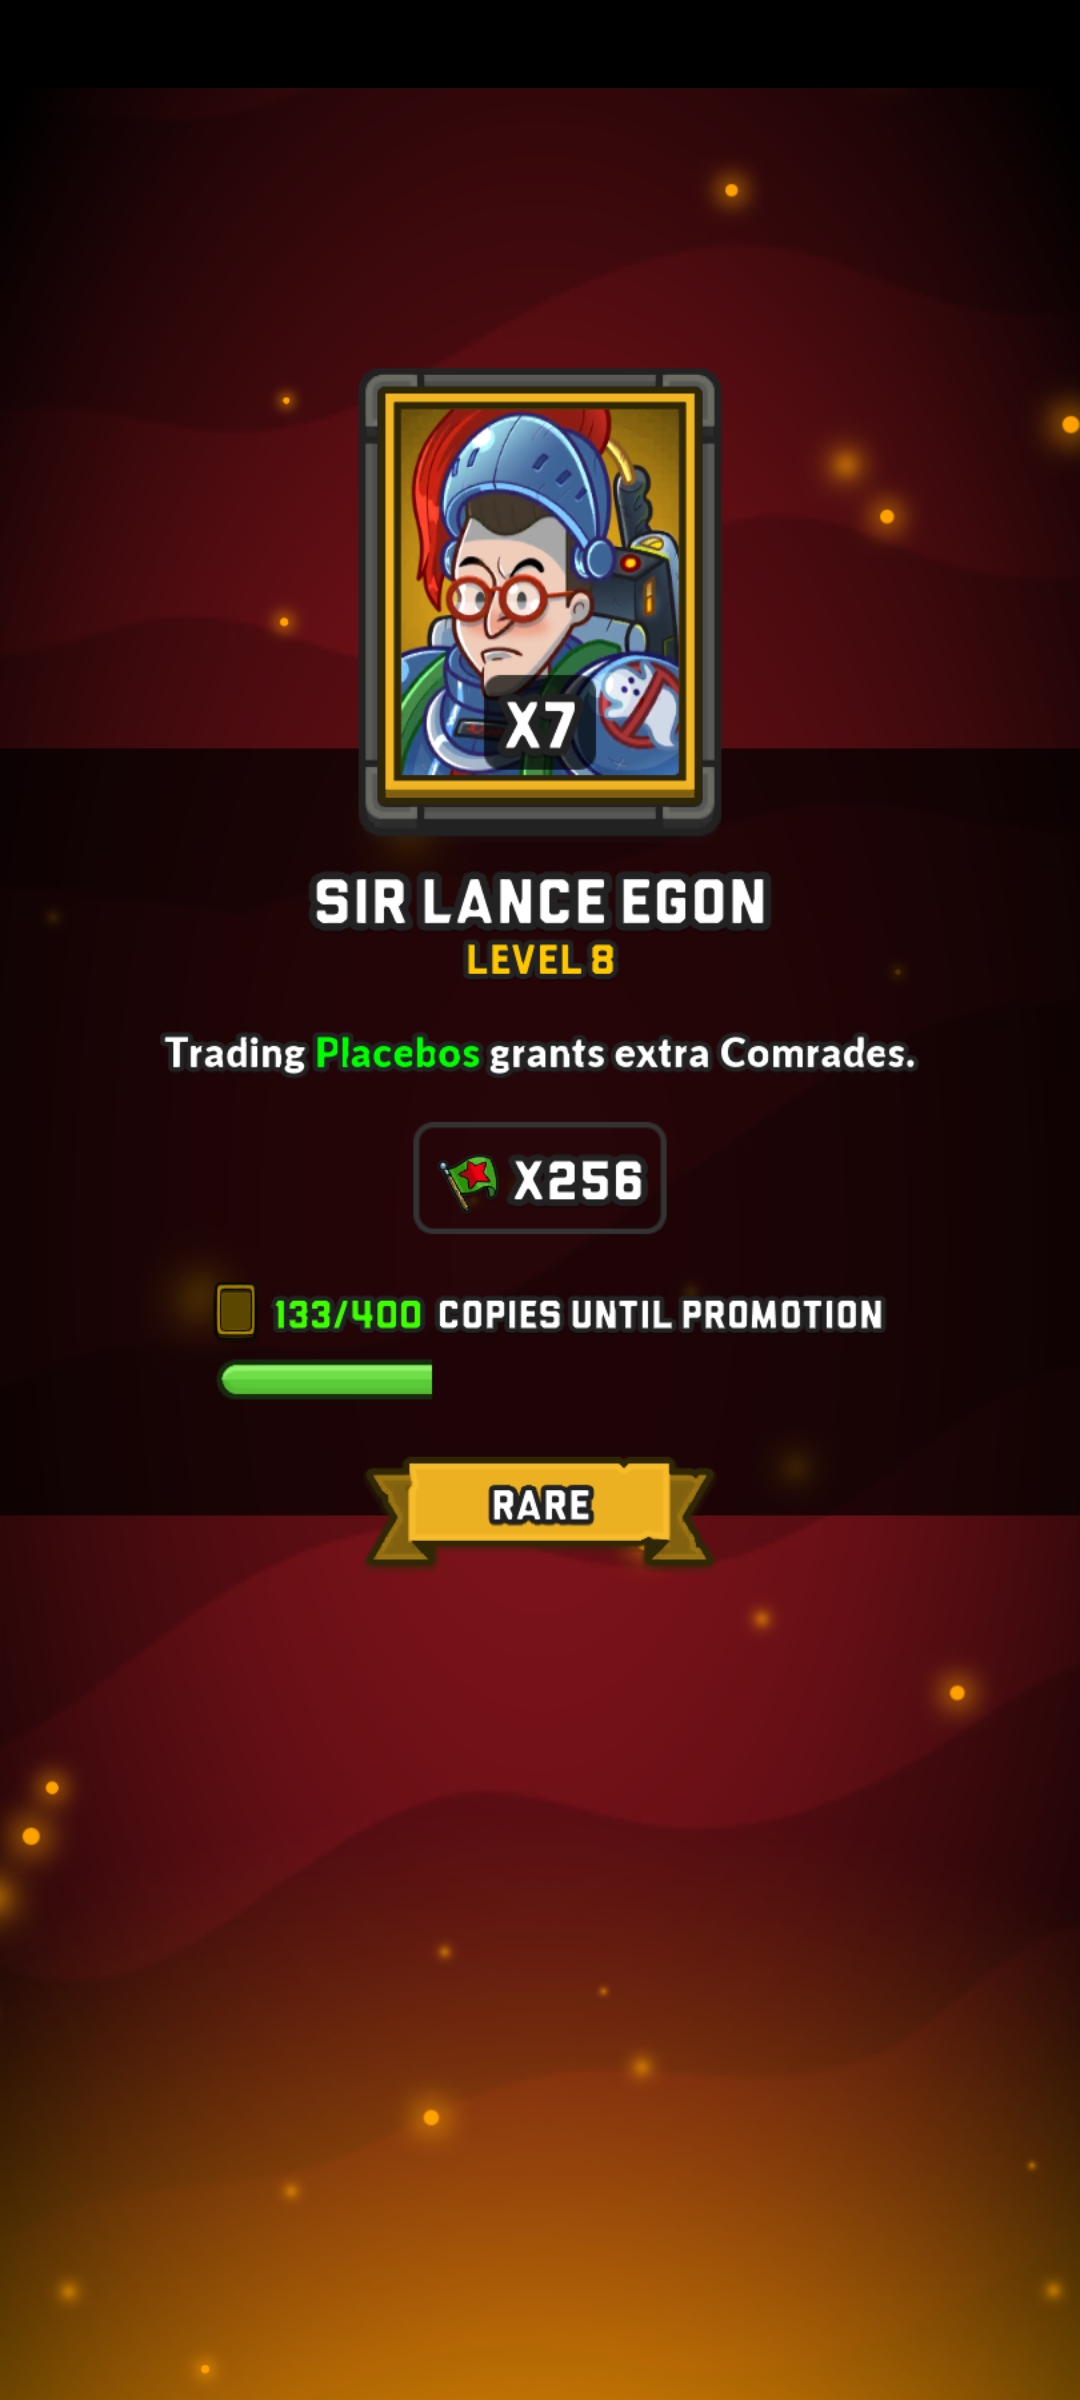 X7
SIR LANCE EGON
LEVEL 8
Trading Placebos grants extra Comrades.
X256
133/400 COPIES UNTIL PROMOTION
RARE